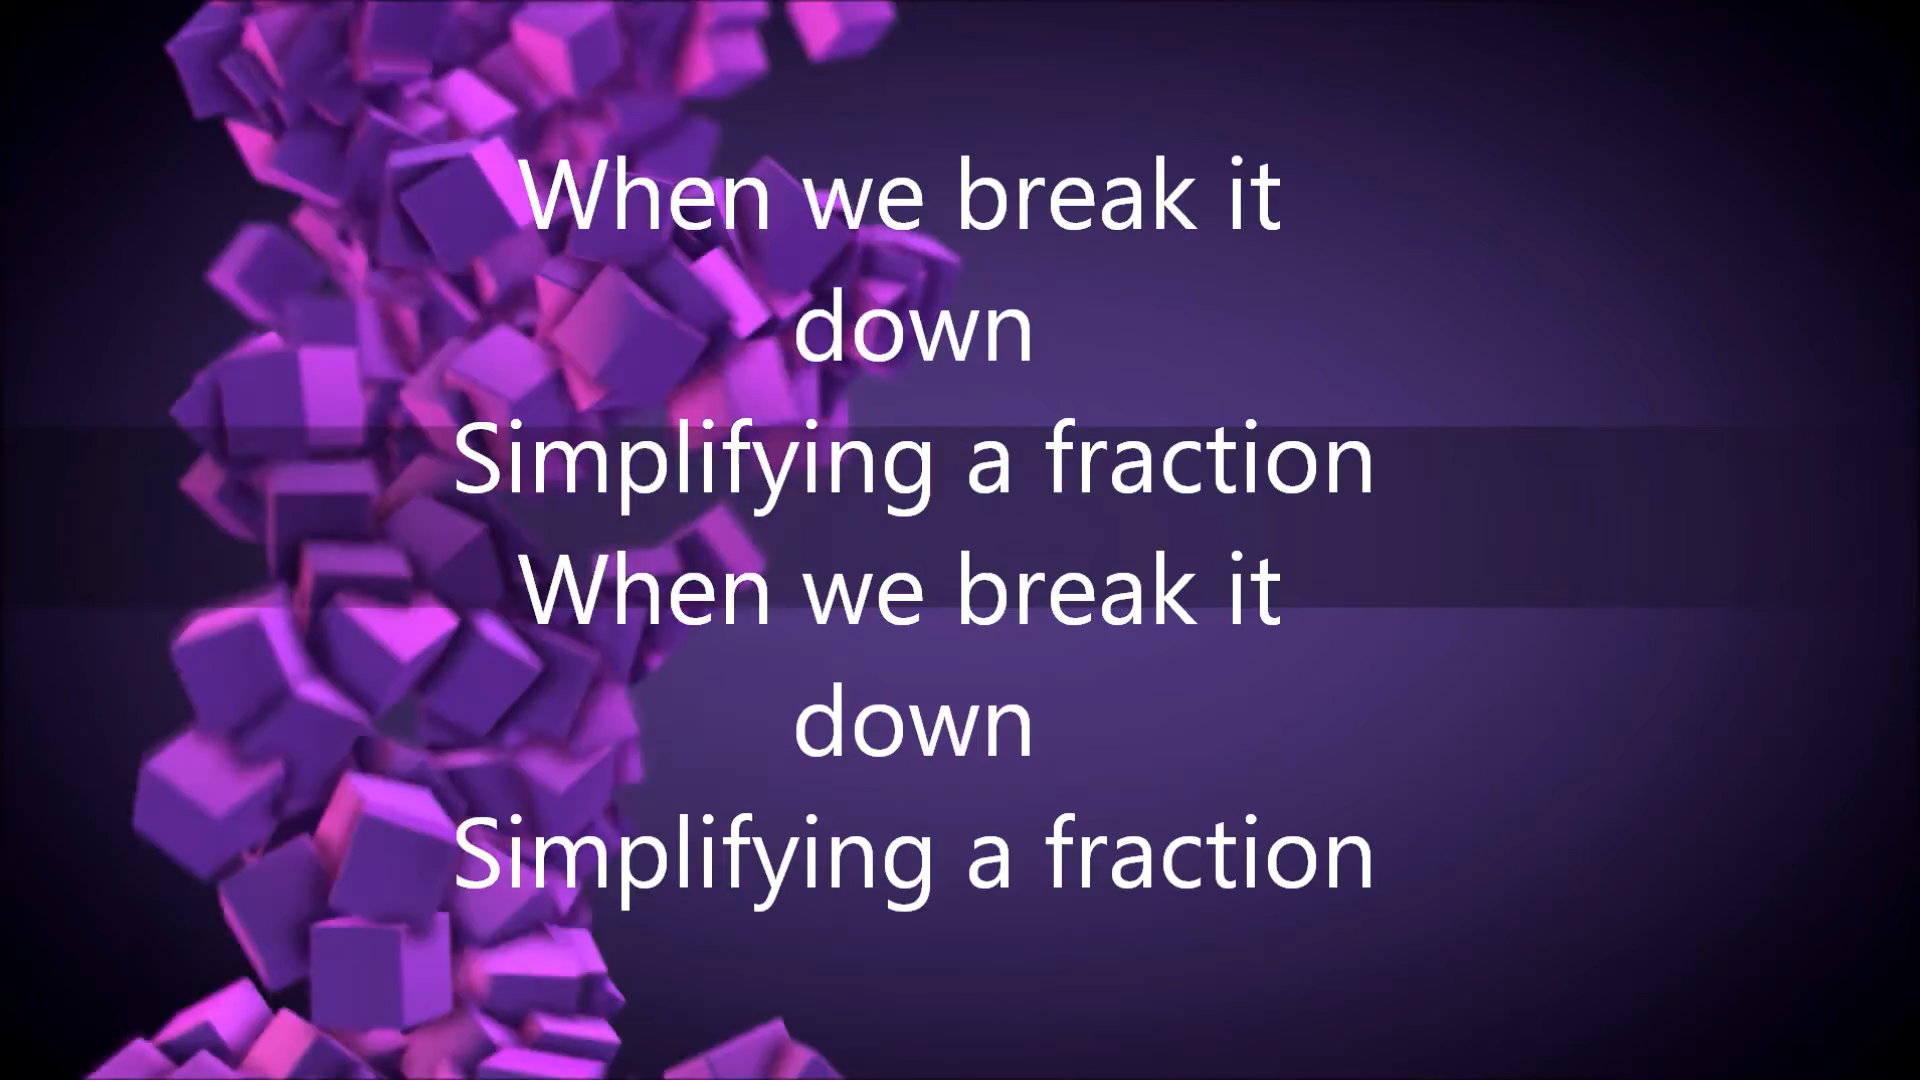 When we break it
down
Simplifying a fraction
When we break it
down
Simplifying a fraction